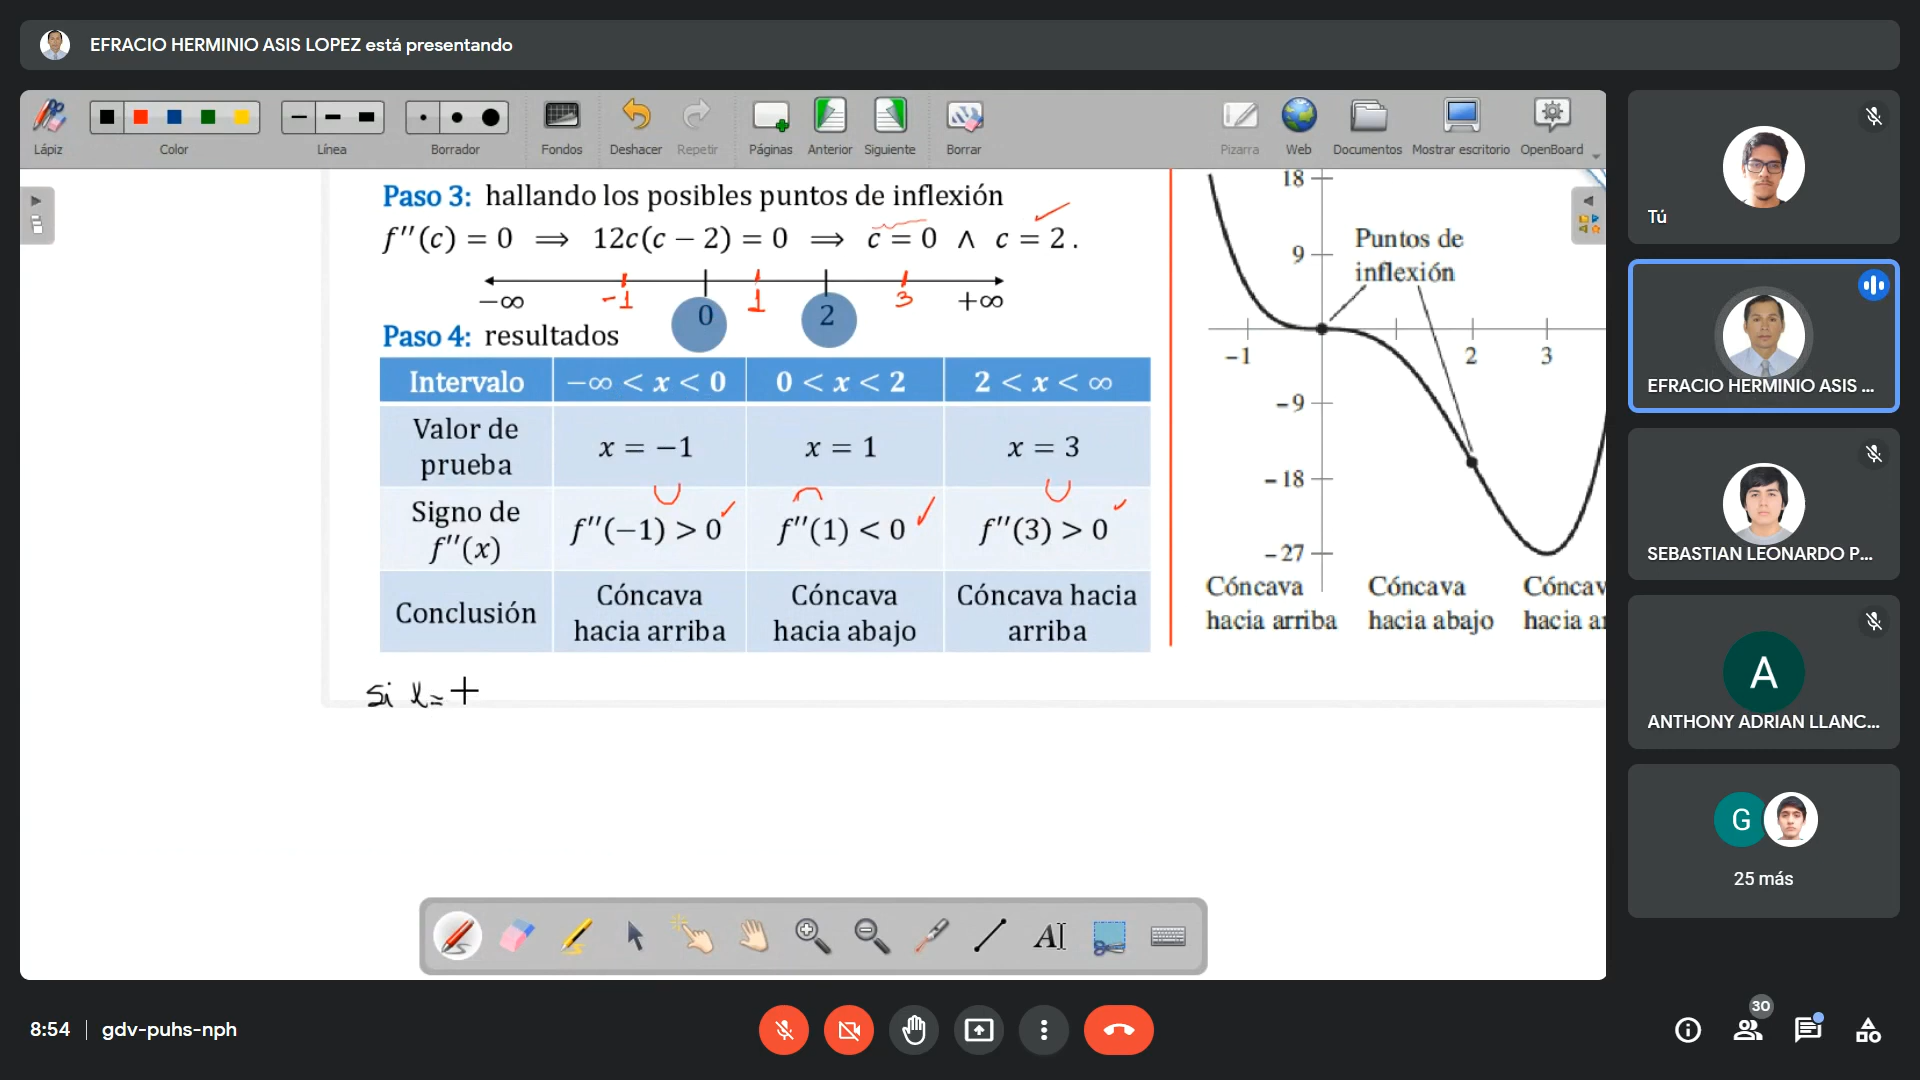 EFRACIO HERMINIO ASIS LOPEZ está presentando
Lápiz Color Línea Borrador Fondos Deshacer Repetir Páginas Anterior Siguiente Borrar Pizarra Web Documentos Mostrar escritorio OpenBoard
Paso 3: hallando los posibles puntos de inflexión
f''(c) = 0 ⟹ 12c(c − 2) = 0 ⟹ c = 0 ∧ c = 2.
−∞ -1 0 1 2 3 +∞
Paso 4: resultados
Intervalo −∞ < x < 0 0 < x < 2 2 < x < ∞
Valor de prueba x = −1 x = 1 x = 3
Signo de f''(x) f''(−1) > 0 f''(1) < 0 f''(3) > 0
Conclusión Cóncava hacia arriba Cóncava hacia abajo Cóncava hacia arriba
Si x=
18
9
Puntos de
inflexión
−1 2 3
−9
−18
−27
Cóncava Cóncava Cóncav
hacia arriba hacia abajo hacia ar
Tú
EFRACIO HERMINIO ASIS ...
SEBASTIAN LEONARDO P...
A
ANTHONY ADRIAN LLANC...
G
25 más
AI
8:54 | gdv-puhs-nph
30